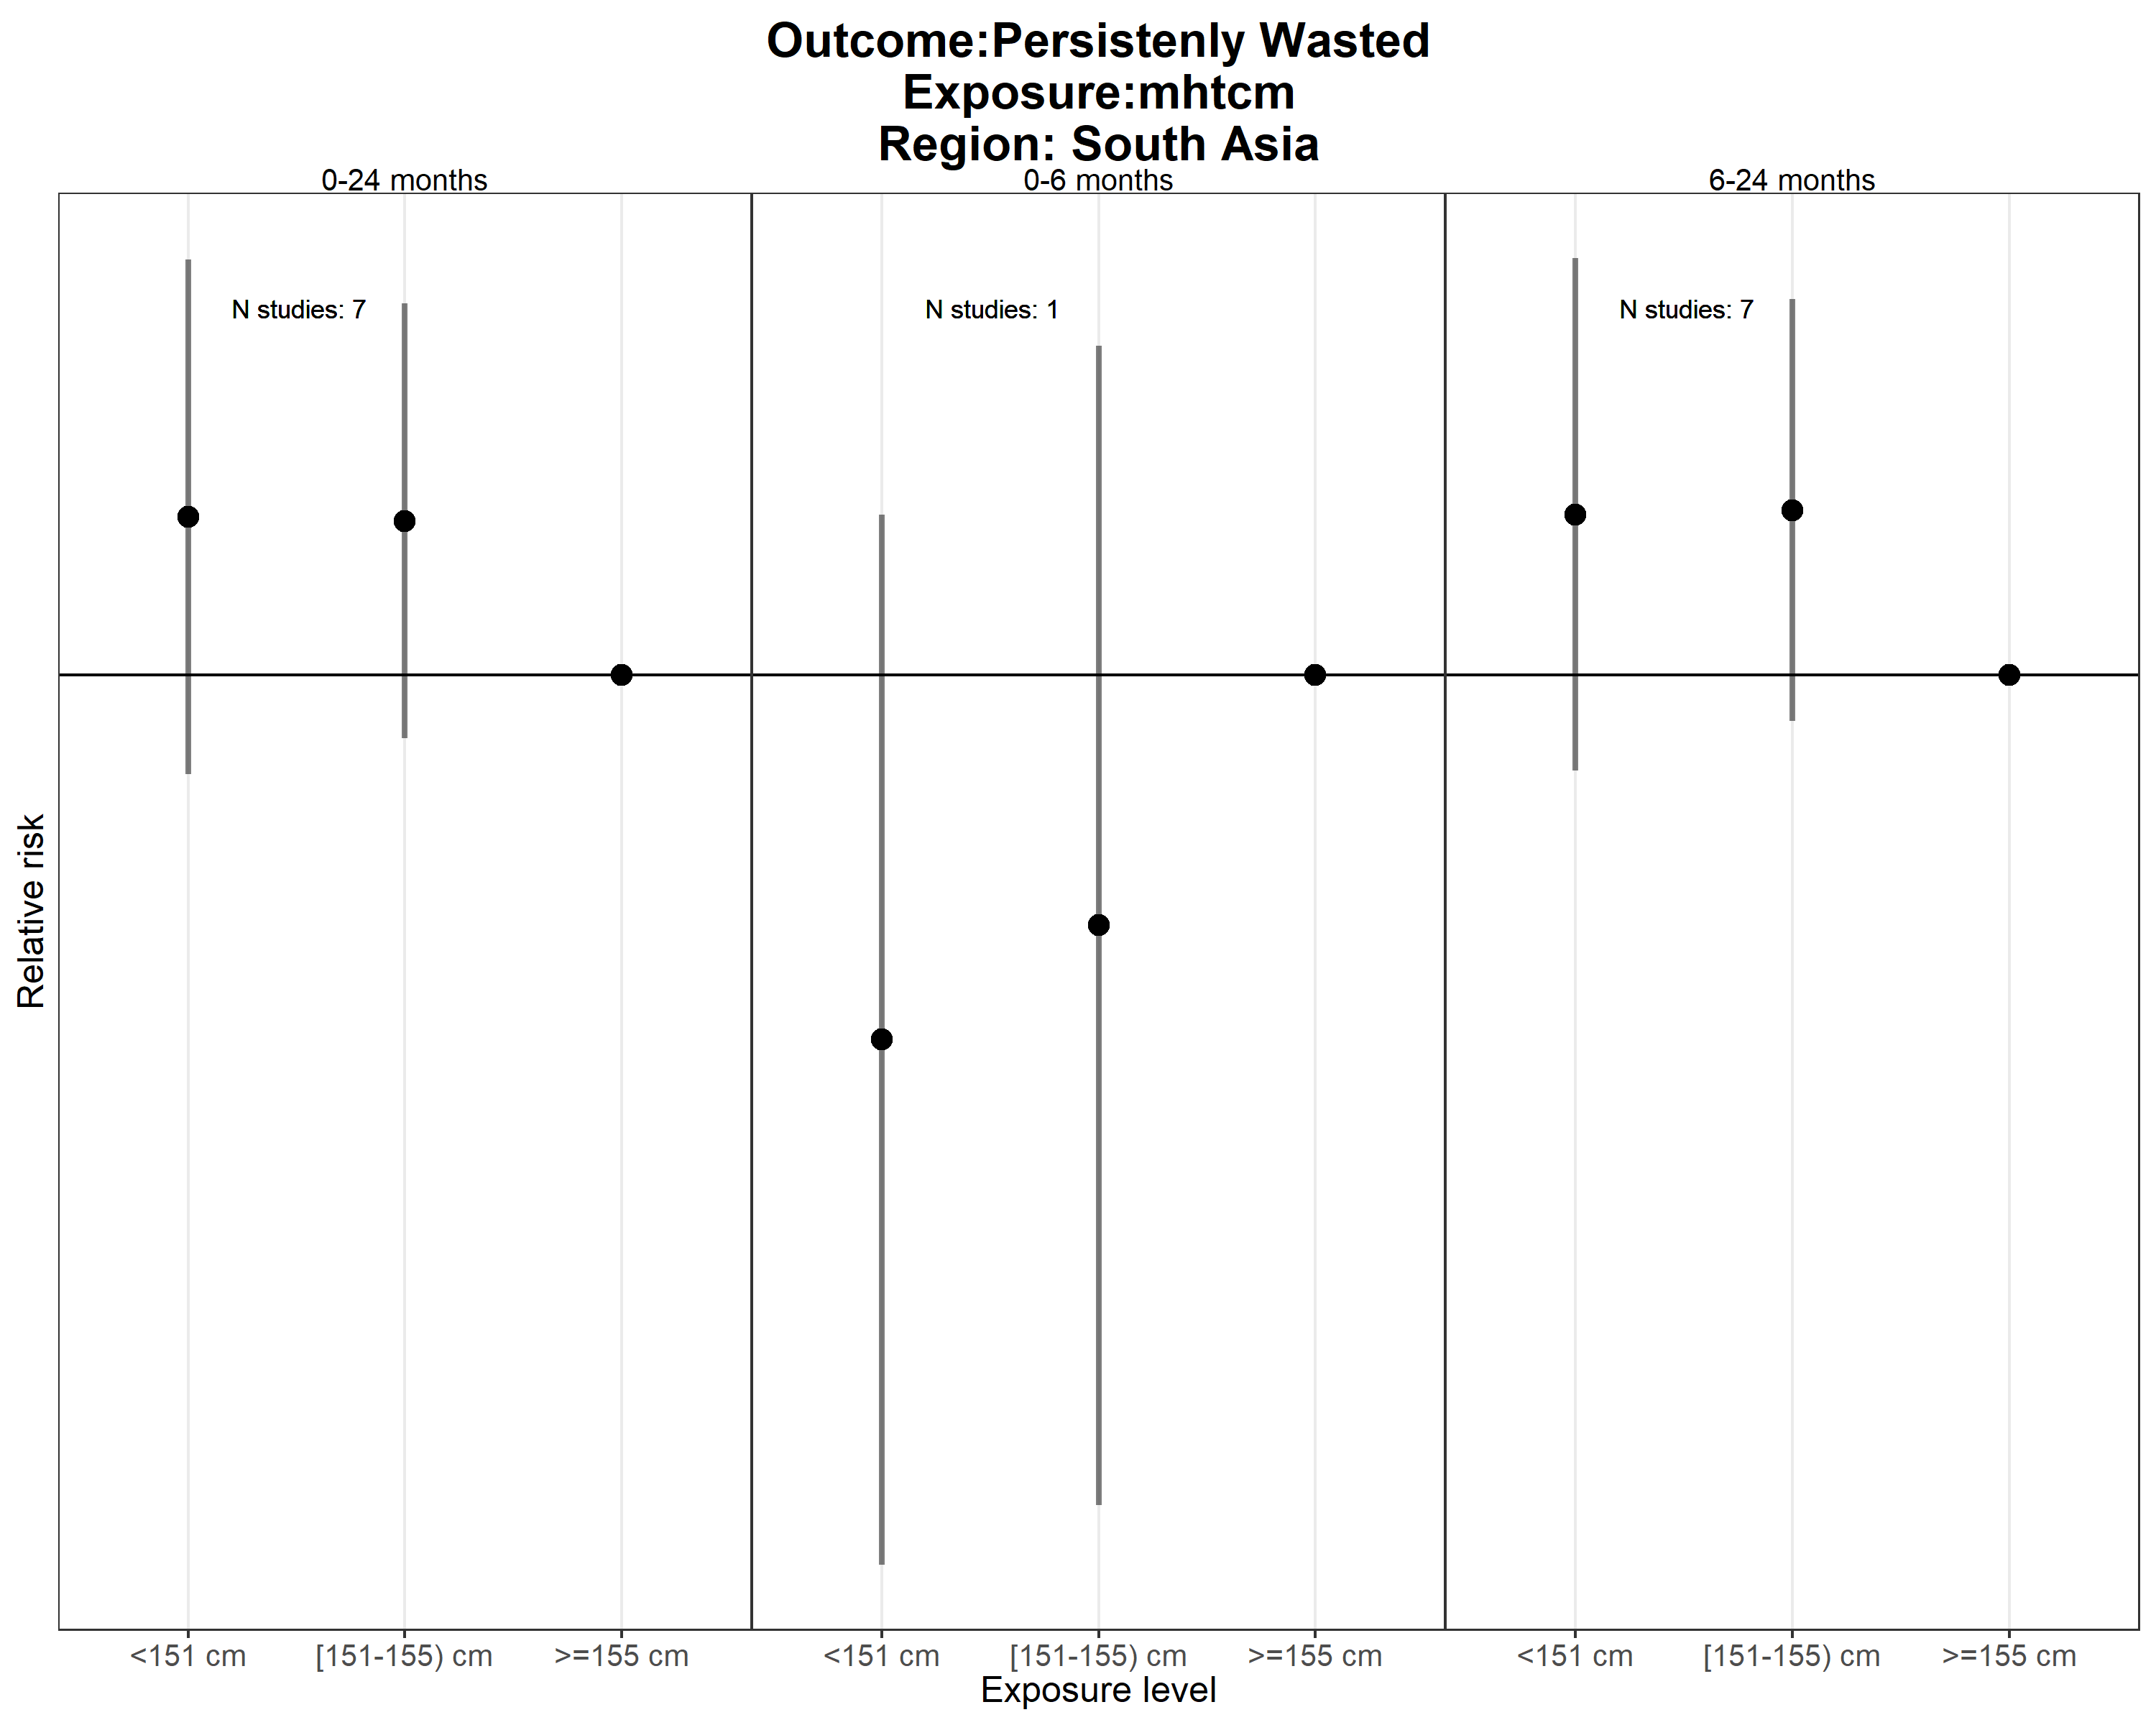 Outcome:Persistenly Wasted
Exposure:mhtcm
Region: South Asia
0-24 months
0-6 months
6-24 months
N studies: 7
N studies: 1
N studies: 7
Relative risk
<151 cm
[151-155) cm
>=155 cm
<151 cm
[151-155) cm
>=155 cm
<151 cm
[151-155) cm
>=155 cm
Exposure level